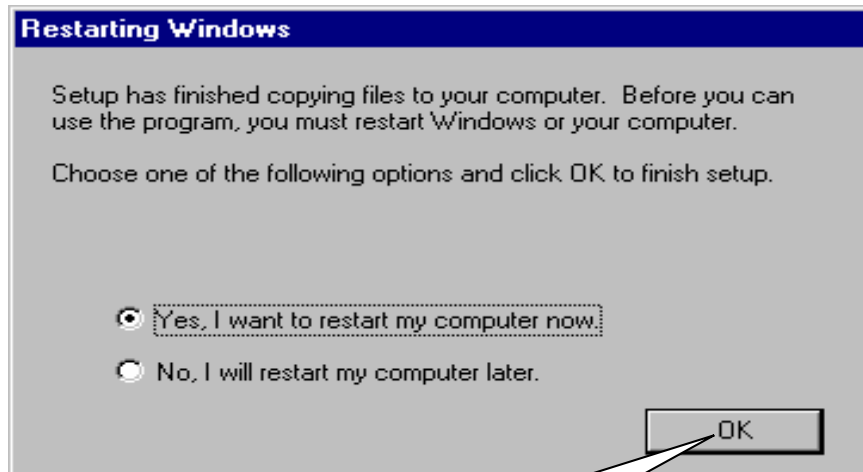 Restarting Windows
Setup has finished copying files to your computer.  Before you can
use the program, you must restart Windows or your computer.
Choose one of the following options and click OK to finish setup.
Yes, I want to restart my computer now.
No, I will restart my computer later.
OK